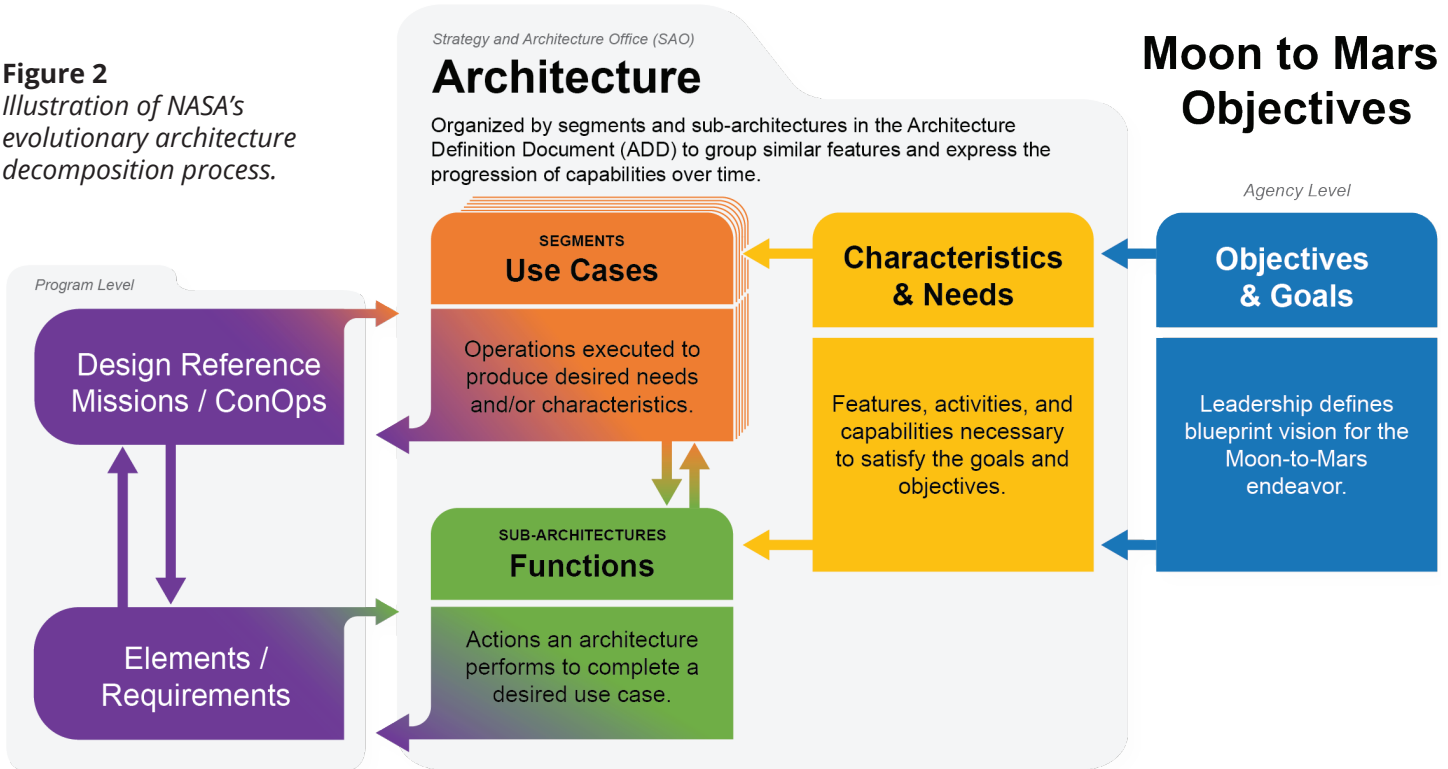 Figure 2
Illustration of NASA's
evolutionary architecture
decomposition process.
Strategy and Architecture Office (SAO)
Architecture
Organized by segments and sub-architectures in the Architecture
Definition Document (ADD) to group similar features and express the
progression of capabilities over time.
Moon to Mars
Objectives
Agency Level
Program Level
Design Reference
Missions / ConOps
Elements /
Requirements
SEGMENTS
Use Cases
Operations executed to
produce desired needs
and/or characteristics.
SUB-ARCHITECTURES
Functions
Actions an architecture
performs to complete a
desired use case.
Characteristics
& Needs
Features, activities, and
capabilities necessary
to satisfy the goals and
objectives.
Objectives
& Goals
Leadership defines
blueprint vision for the
Moon-to-Mars
endeavor.